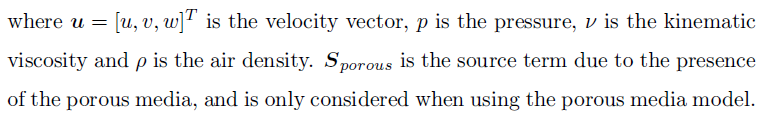 where u = [u, v, w]^T is the velocity vector, p is the pressure, ν is the kinematic
viscosity and ρ is the air density. S_porous is the source term due to the presence
of the porous media, and is only considered when using the porous media model.